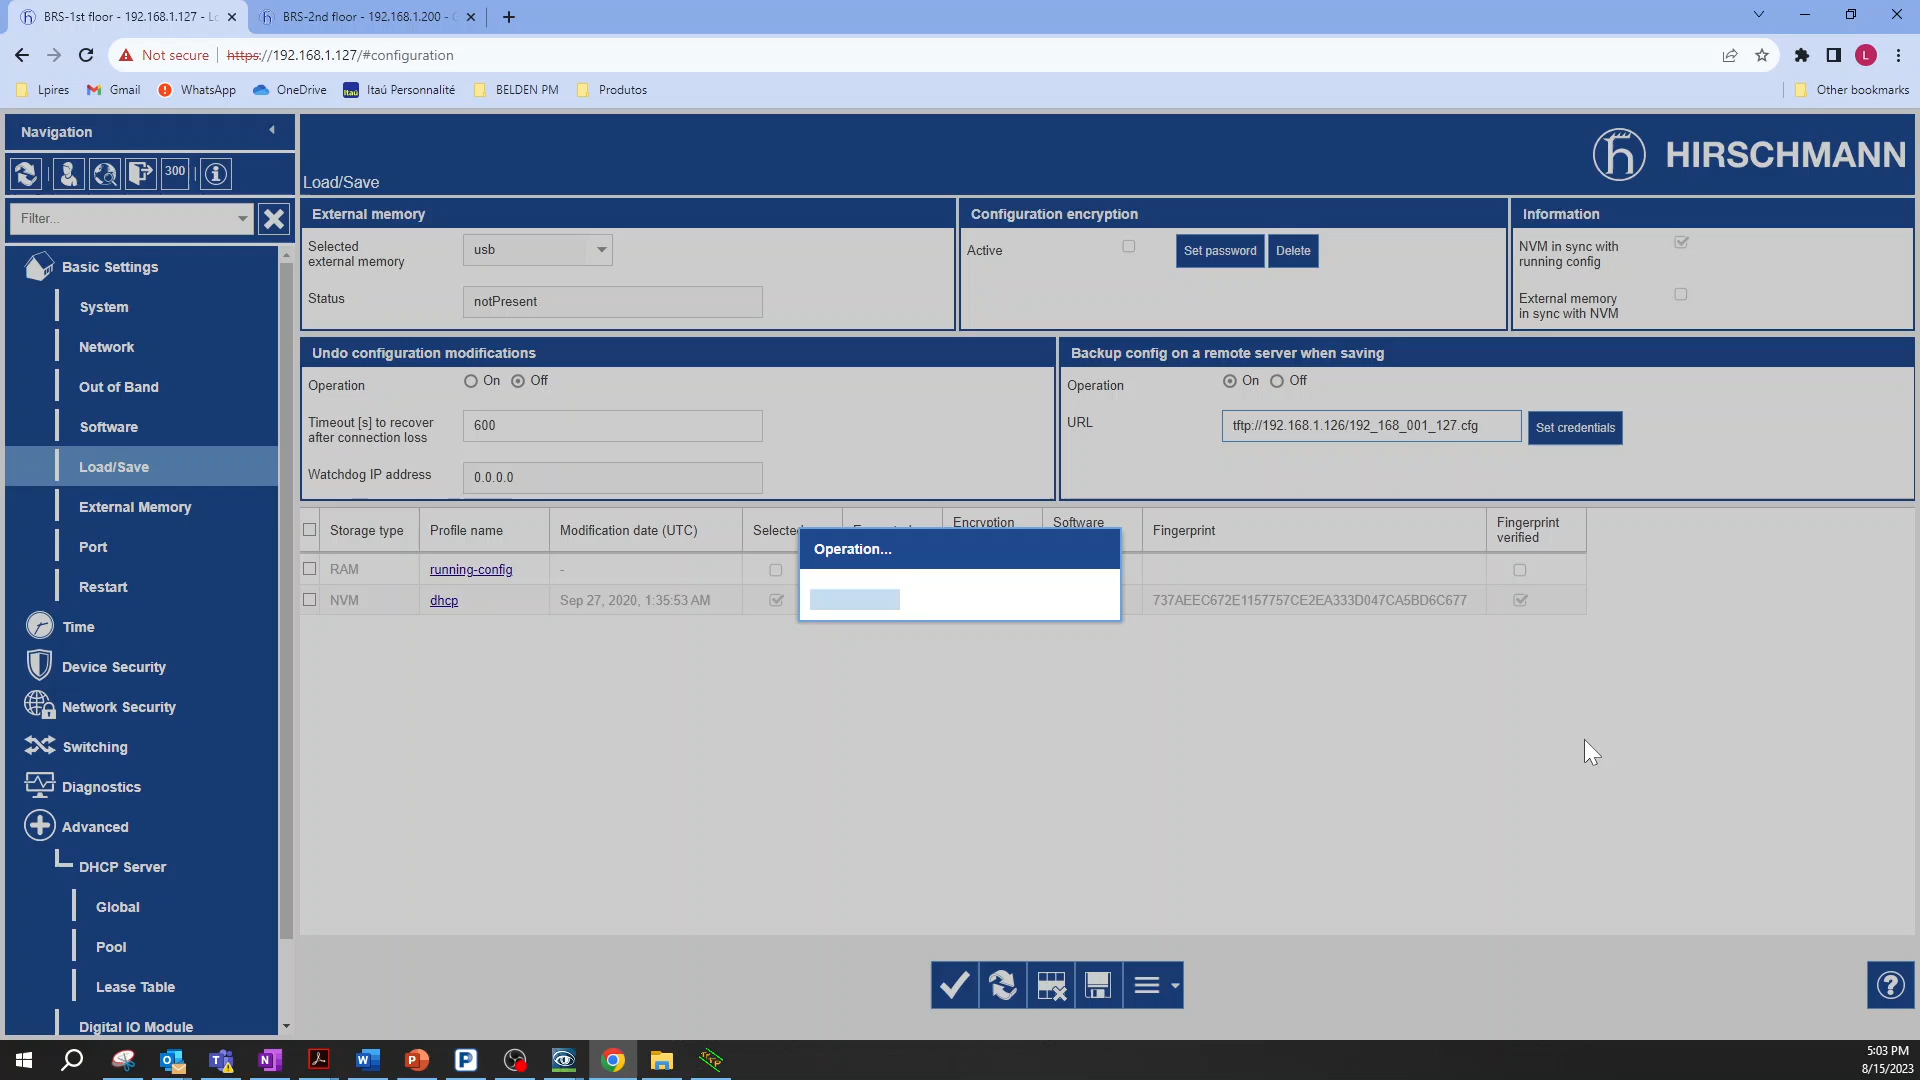 BRS-1st floor - 192.168.1.127 - Lo
BRS-2nd floor - 192.168.1.200 -
Not secure
https://192.168.1.127/#configuration
L
Lpires
Gmail
WhatsApp
OneDrive
Itaú
Itaú Personnalité
BELDEN PM
Produtos
Other bookmarks
Navigation
300
Filter...
HIRSCHMANN
Load/Save
Basic Settings
System
Network
Out of Band
Software
Load/Save
External Memory
Port
Restart
Time
Device Security
Network Security
Switching
Diagnostics
Advanced
DHCP Server
Global
Pool
Lease Table
Digital IO Module
External memory
Selected
external memory
usb
Status
notPresent
Configuration encryption
Active
Set password
Delete
Information
NVM in sync with
running config
External memory
in sync with NVM
Undo configuration modifications
Operation
On
Off
Timeout [s] to recover
after connection loss
600
Watchdog IP address
0.0.0.0
Backup config on a remote server when saving
Operation
On
Off
URL
tftp://192.168.1.126/192_168_001_127.cfg
Set credentials
Storage type
Profile name
Modification date (UTC)
Selected
Encryption
Software
Fingerprint
Fingerprint
verified
RAM
running-config
-
NVM
dhcp
Sep 27, 2020, 1:35:53 AM
737AEEC672E1157757CE2EA333D047CA5BD6C677
Operation...
?
5:03 PM
8/15/2023